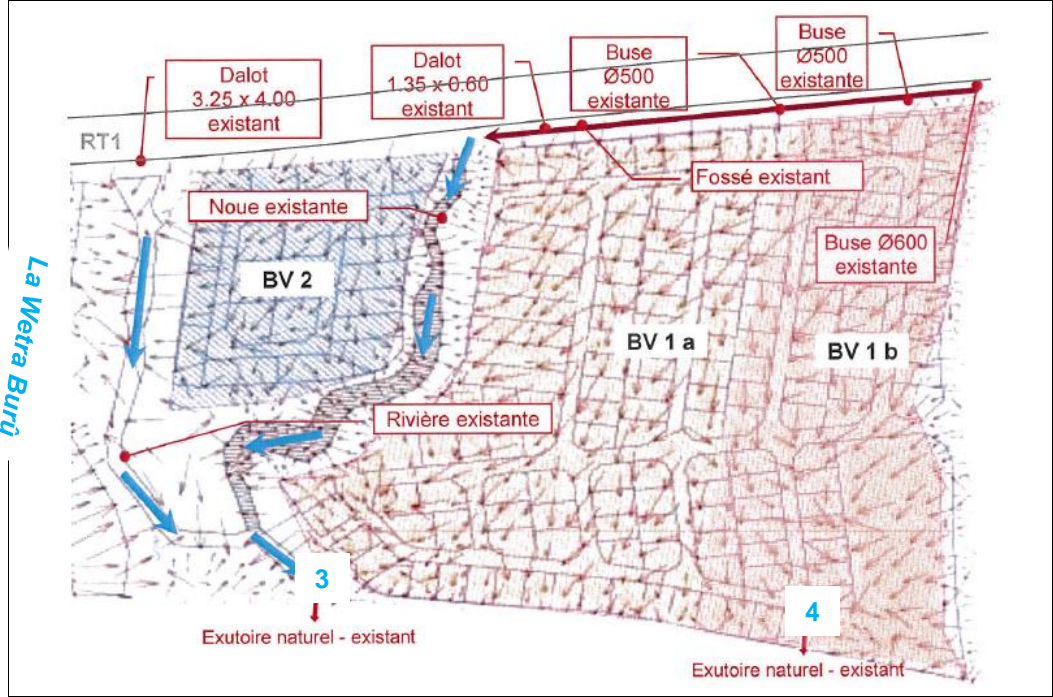 Dalot
3.25 x 4.00
existant
Dalot
1.35 x 0.60
existant
Buse
Ø500
existante
Buse
Ø500
existante
RT1
Fossé existant
Noue existante
Buse Ø600
existante
BV 2
BV 1 a
BV 1 b
La Wetra Burû
Rivière existante
3
Exutoire naturel - existant
4
Exutoire naturel - existant